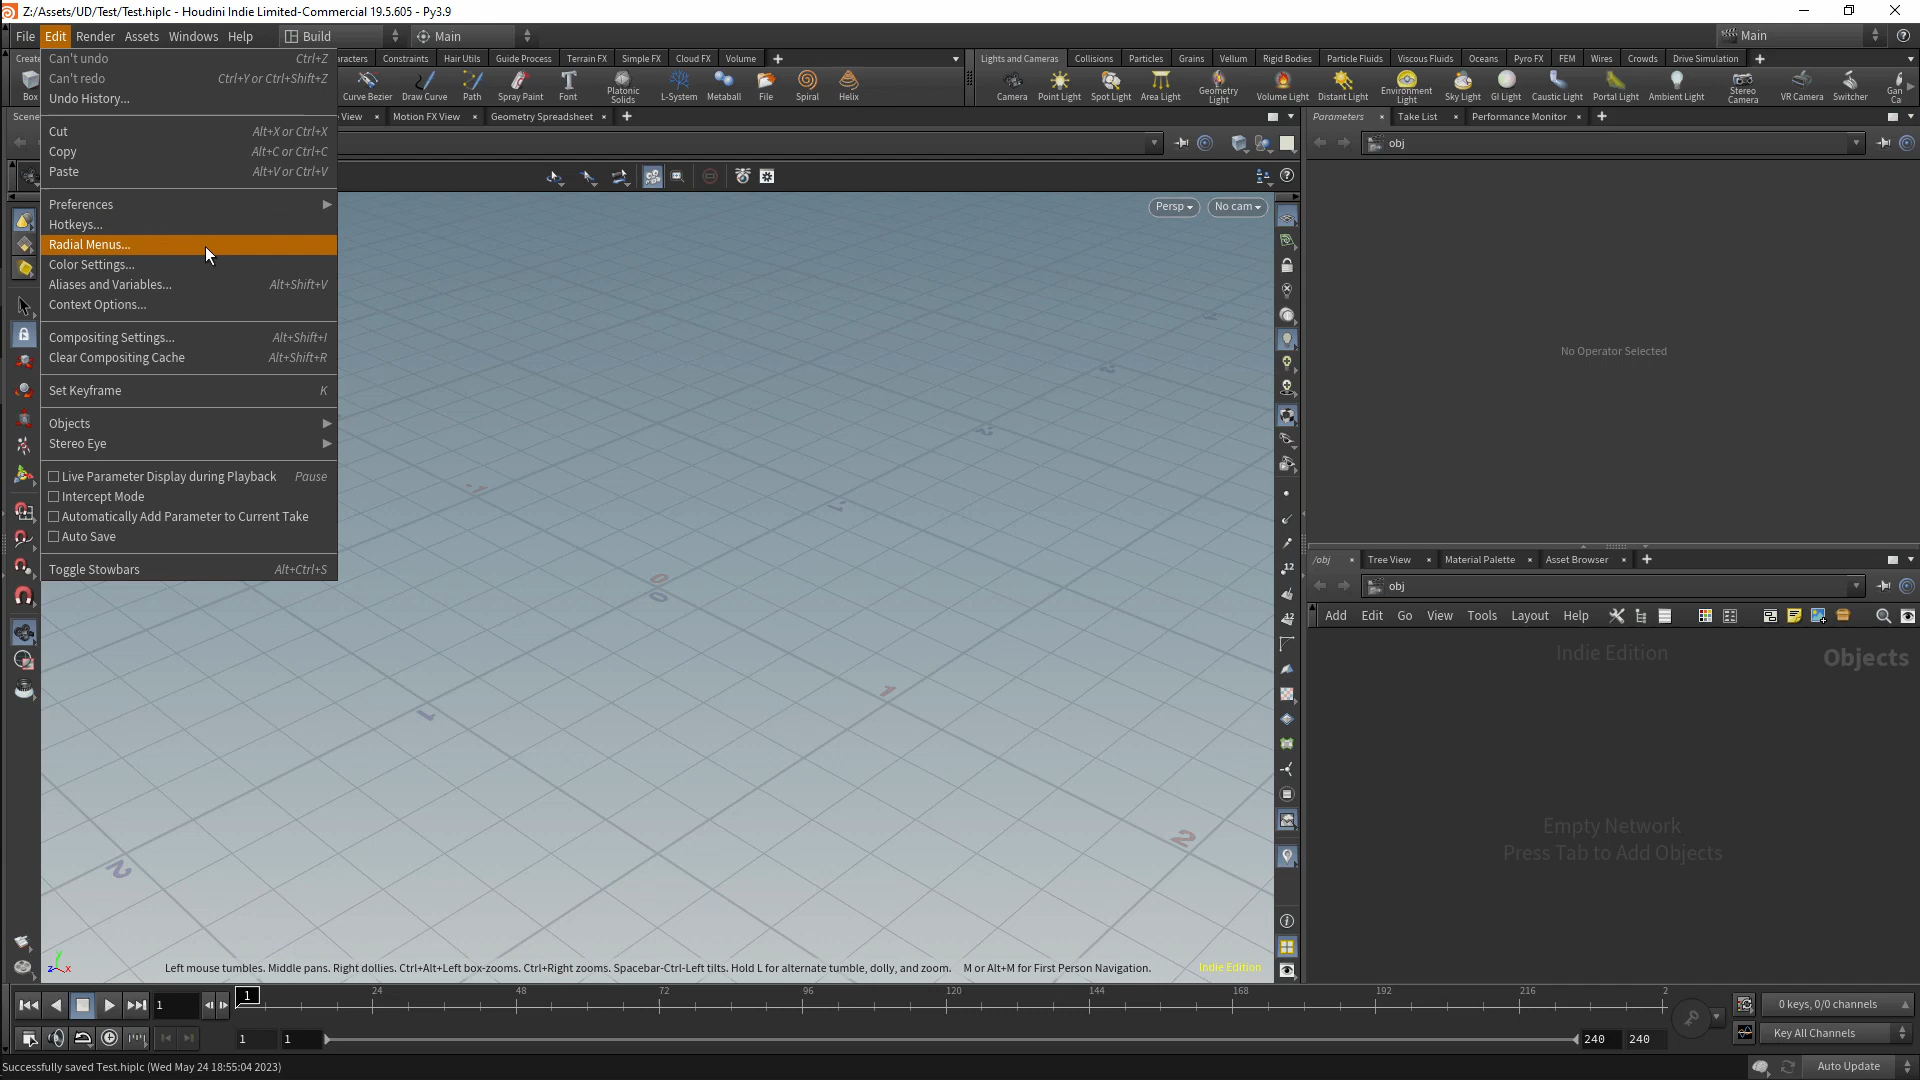 Z:/Assets/UD/Test/Test.hiplc - Houdini Indie Limited-Commercial 19.5.605 - Py3.9
File Edit Render Assets Windows Help Build Main Main
Can't undo Ctrl+Z
Can't redo Ctrl+Y or Ctrl+Shift+Z
Undo History...
Cut Alt+X or Ctrl+X
Copy Alt+C or Ctrl+C
Paste Alt+V or Ctrl+V
Preferences
Hotkeys...
Radial Menus...
Color Settings...
Aliases and Variables... Alt+Shift+V
Context Options...
Compositing Settings... Alt+Shift+I
Clear Compositing Cache Alt+Shift+R
Set Keyframe K
Objects
Stereo Eye
Live Parameter Display during Playback Pause
Intercept Mode
Automatically Add Parameter to Current Take
Auto Save
Toggle Stowbars Alt+Ctrl+S
Constraints Hair Utils Guide Process Terrain FX Simple FX Cloud FX Volume
Box Curve Bezier Draw Curve Path Spray Paint Font Platonic Solids L-System Metaball File Spiral Helix
Lights and Cameras Collisions Particles Grains Vellum Rigid Bodies Particle Fluids Viscous Fluids Oceans Pyro FX FEM Wires Crowds Drive Simulation
Camera Point Light Spot Light Area Light Geometry Light Volume Light Distant Light Environment Light Sky Light GI Light Caustic Light Portal Light Ambient Light Stereo Camera VR Camera Switcher
Scene View Motion FX View Geometry Spreadsheet
Persp No cam
Parameters Take List Performance Monitor
obj
No Operator Selected
/obj Tree View Material Palette Asset Browser
obj
Add Edit Go View Tools Layout Help
Indie Edition
Objects
Empty Network
Press Tab to Add Objects
Left mouse tumbles. Middle pans. Right dollies. Ctrl+Alt+Left box-zooms. Ctrl+Right zooms. Spacebar-Ctrl-Left tilts. Hold L for alternate tumble, dolly, and zoom. M or Alt+M for First Person Navigation.
Indie Edition
1 1 24 48 72 96 120 144 168 192 216 2
0 keys, 0/0 channels
1 1 240 240
Key All Channels
Successfully saved Test.hiplc (Wed May 24 18:55:04 2023)
Auto Update